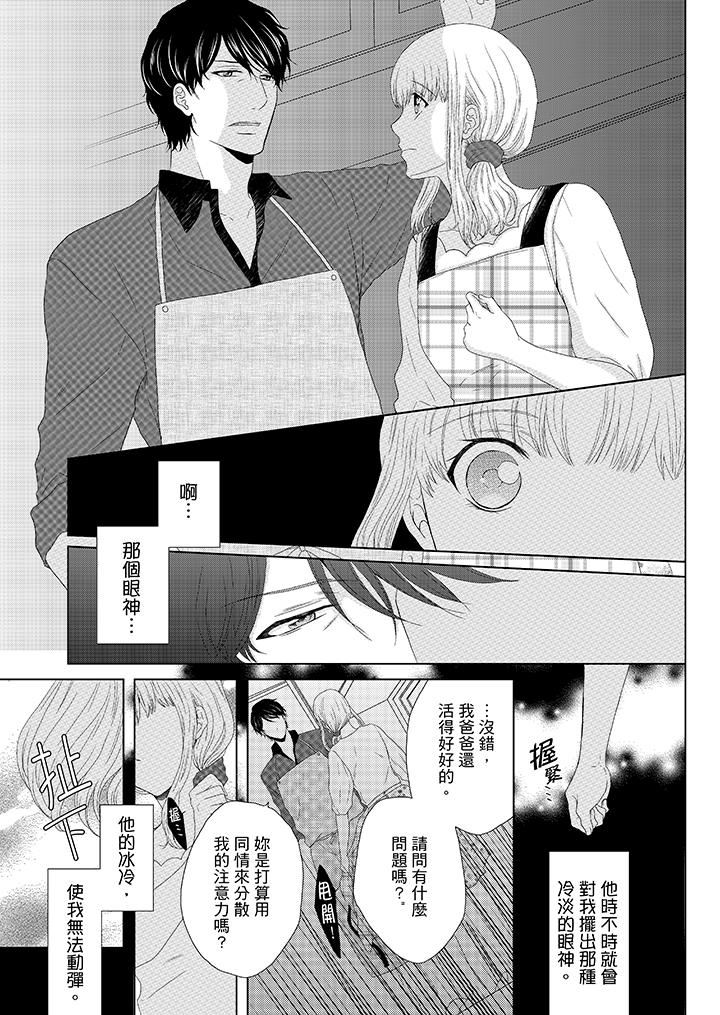 啊…
那個眼神…
他時不時就會
對我擺出那種
冷淡的眼神。
握緊…
…沒錯，
我爸爸還
活得好好的。
請問有什麼
問題嗎？
甩開！
妳是打算用
同情來分散
我的注意力嗎？
握…
扯下
他的冰冷，
使我無法動彈。